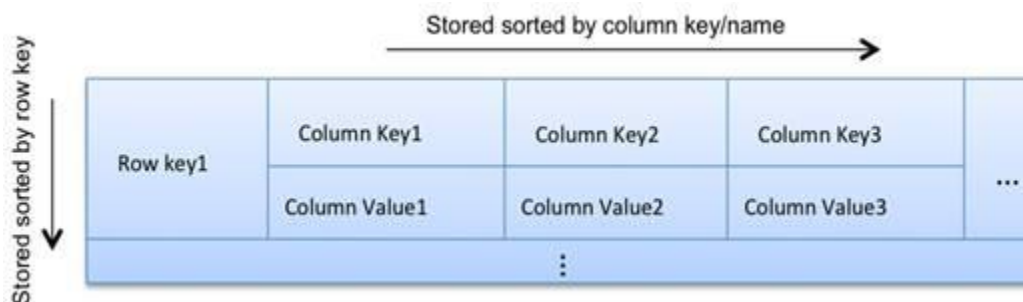 Stored sorted by column key/name
Stored sorted by row key
Row key1
Column Key1
Column Key2
Column Key3
...
Column Value1
Column Value2
Column Value3
⋮